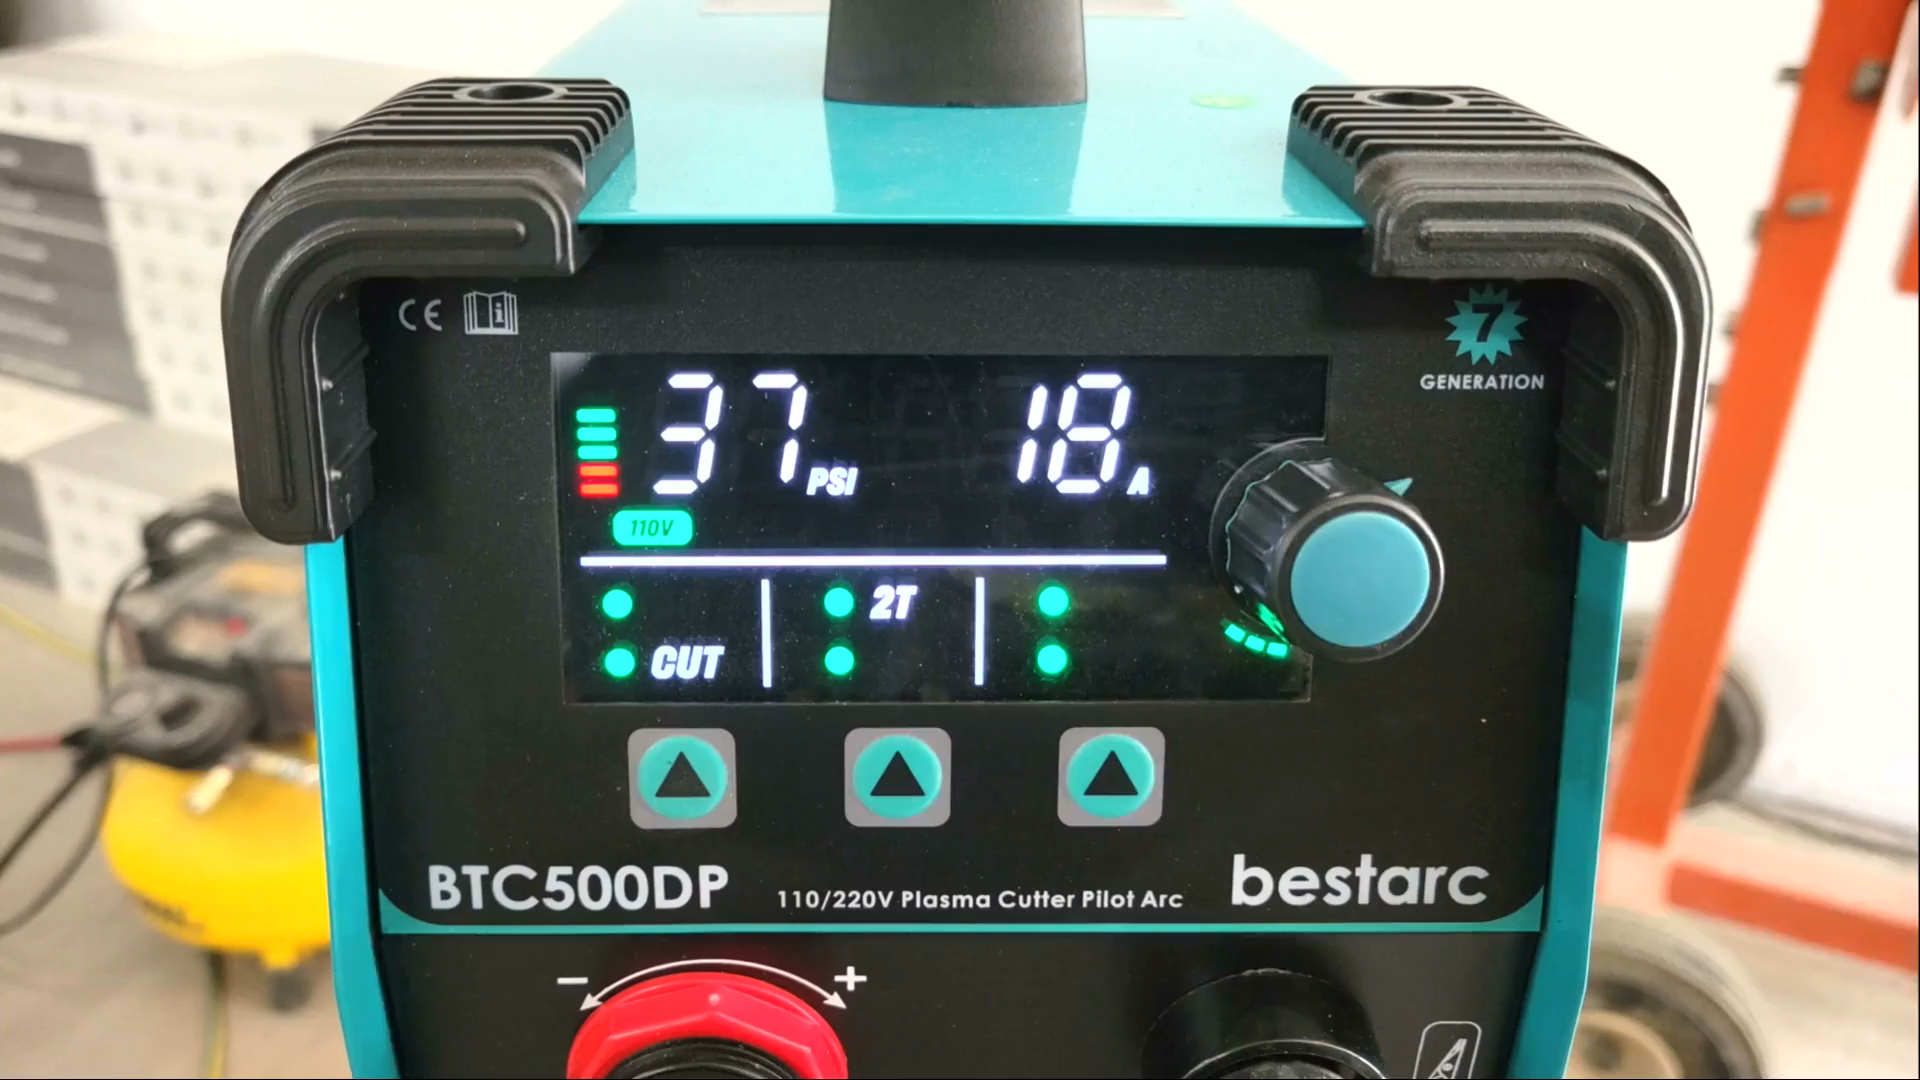 CE
7
GENERATION
37 PSI
18 A
110V
2T
CUT
BTC500DP
110/220V Plasma Cutter Pilot Arc
bestarc
− +